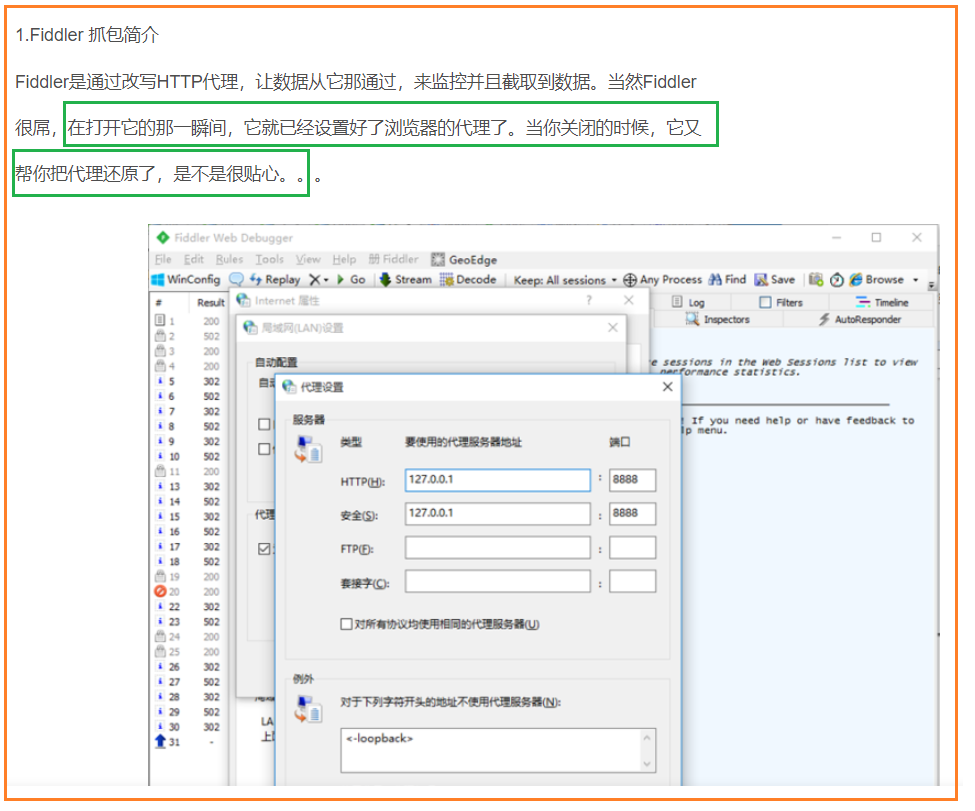 1.Fiddler 抓包简介
Fiddler是通过改写HTTP代理，让数据从它那通过，来监控并且截取到数据。当然Fiddler
很屌，在打开它的那一瞬间，它就已经设置好了浏览器的代理了。当你关闭的时候，它又
帮你把代理还原了，是不是很贴心。。。
Fiddler Web Debugger
File Edit Rules Tools View Help 册 Fiddler GeoEdge
WinConfig Replay Go Stream Decode Keep: All sessions Any Process Find Save Browse
# Result
Internet 属性
Log Filters Timeline
Inspectors AutoResponder
局域网(LAN)设置
自动配置
代理设置
1 200
2 502
3 200
4 200
5 302
6 502
7 302
8 502
9 302
10 502
11 200
13 302
14 502
15 302
16 502
17 302
18 502
19 200
20 200
22 302
23 502
24 200
25 200
26 302
27 502
28 302
29 502
30 302
31 -
sessions in the Web Sessions list to view
performance statistics.
! If you need help or have feedback to
menu.
服务器
类型 要使用的代理服务器地址 端口
HTTP(H): 127.0.0.1 : 8888
安全(S): 127.0.0.1 : 8888
FTP(F): :
套接字(C): :
对所有协议均使用相同的代理服务器(U)
代理
例外
对于下列字符开头的地址不使用代理服务器(N):
<-loopback>
LA